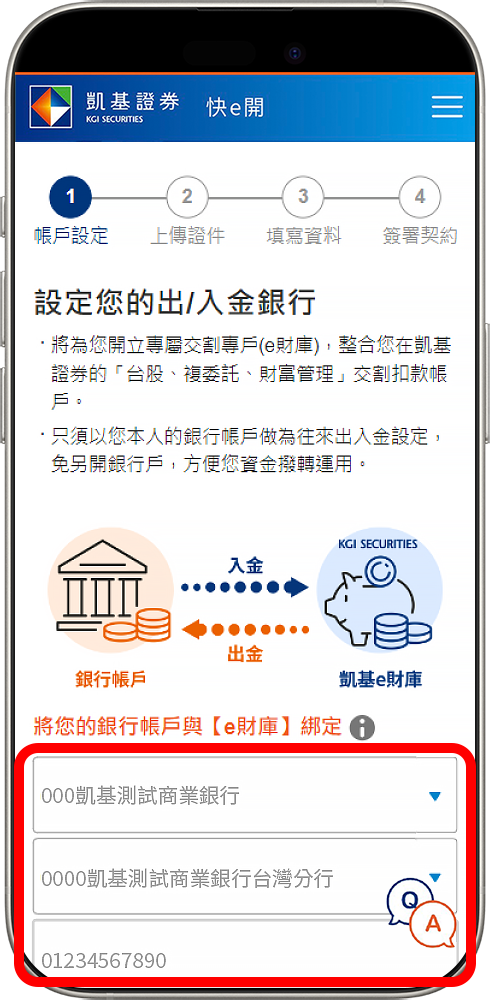 凱基證券
KGI SECURITIES
快e開
1
2
3
4
帳戶設定
上傳證件
填寫資料
簽署契約
設定您的出/入金銀行
·將為您開立專屬交割專戶(e財庫)，整合您在凱基
證券的「台股、複委託、財富管理」交割扣款帳
戶。
·只須以您本人的銀行帳戶做為往來出入金設定，
免另開銀行戶，方便您資金撥轉運用。
KGI SECURITIES
入金
出金
銀行帳戶
凱基e財庫
將您的銀行帳戶與【e財庫】綁定
000凱基測試商業銀行
0000凱基測試商業銀行台灣分行
Q
A
01234567890